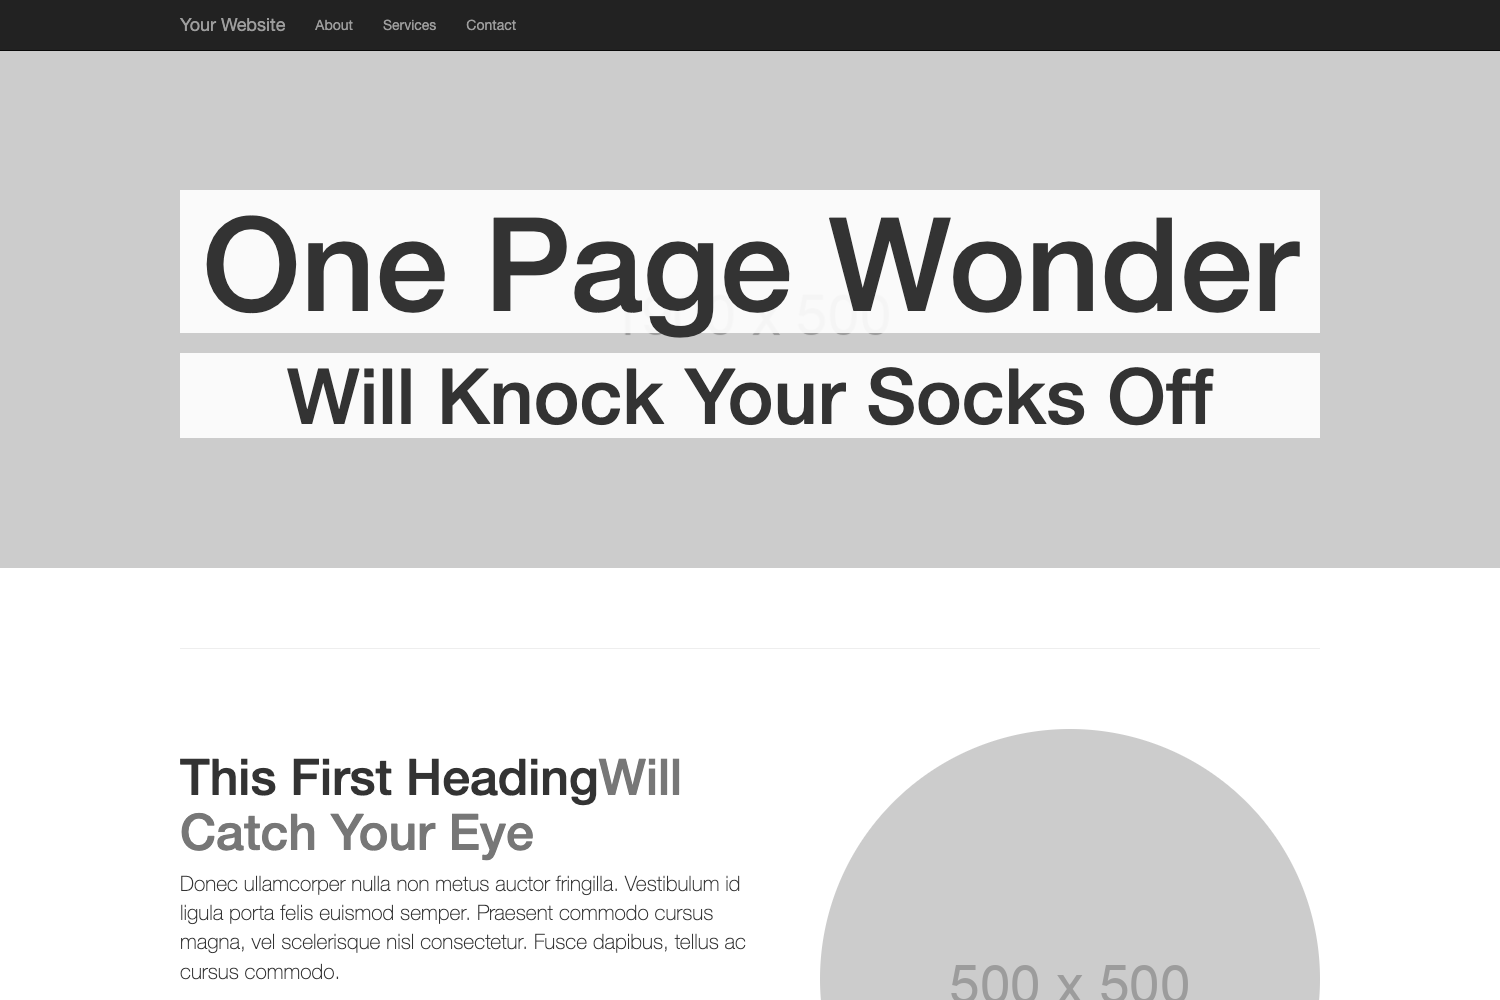 Your Website About Services Contact
One Page Wonder
Will Knock Your Socks Off
This First HeadingWill
Catch Your Eye
Donec ullamcorper nulla non metus auctor fringilla. Vestibulum id
ligula porta felis euismod semper. Praesent commodo cursus
magna, vel scelerisque nisl consectetur. Fusce dapibus, tellus ac
cursus commodo.
500 x 500